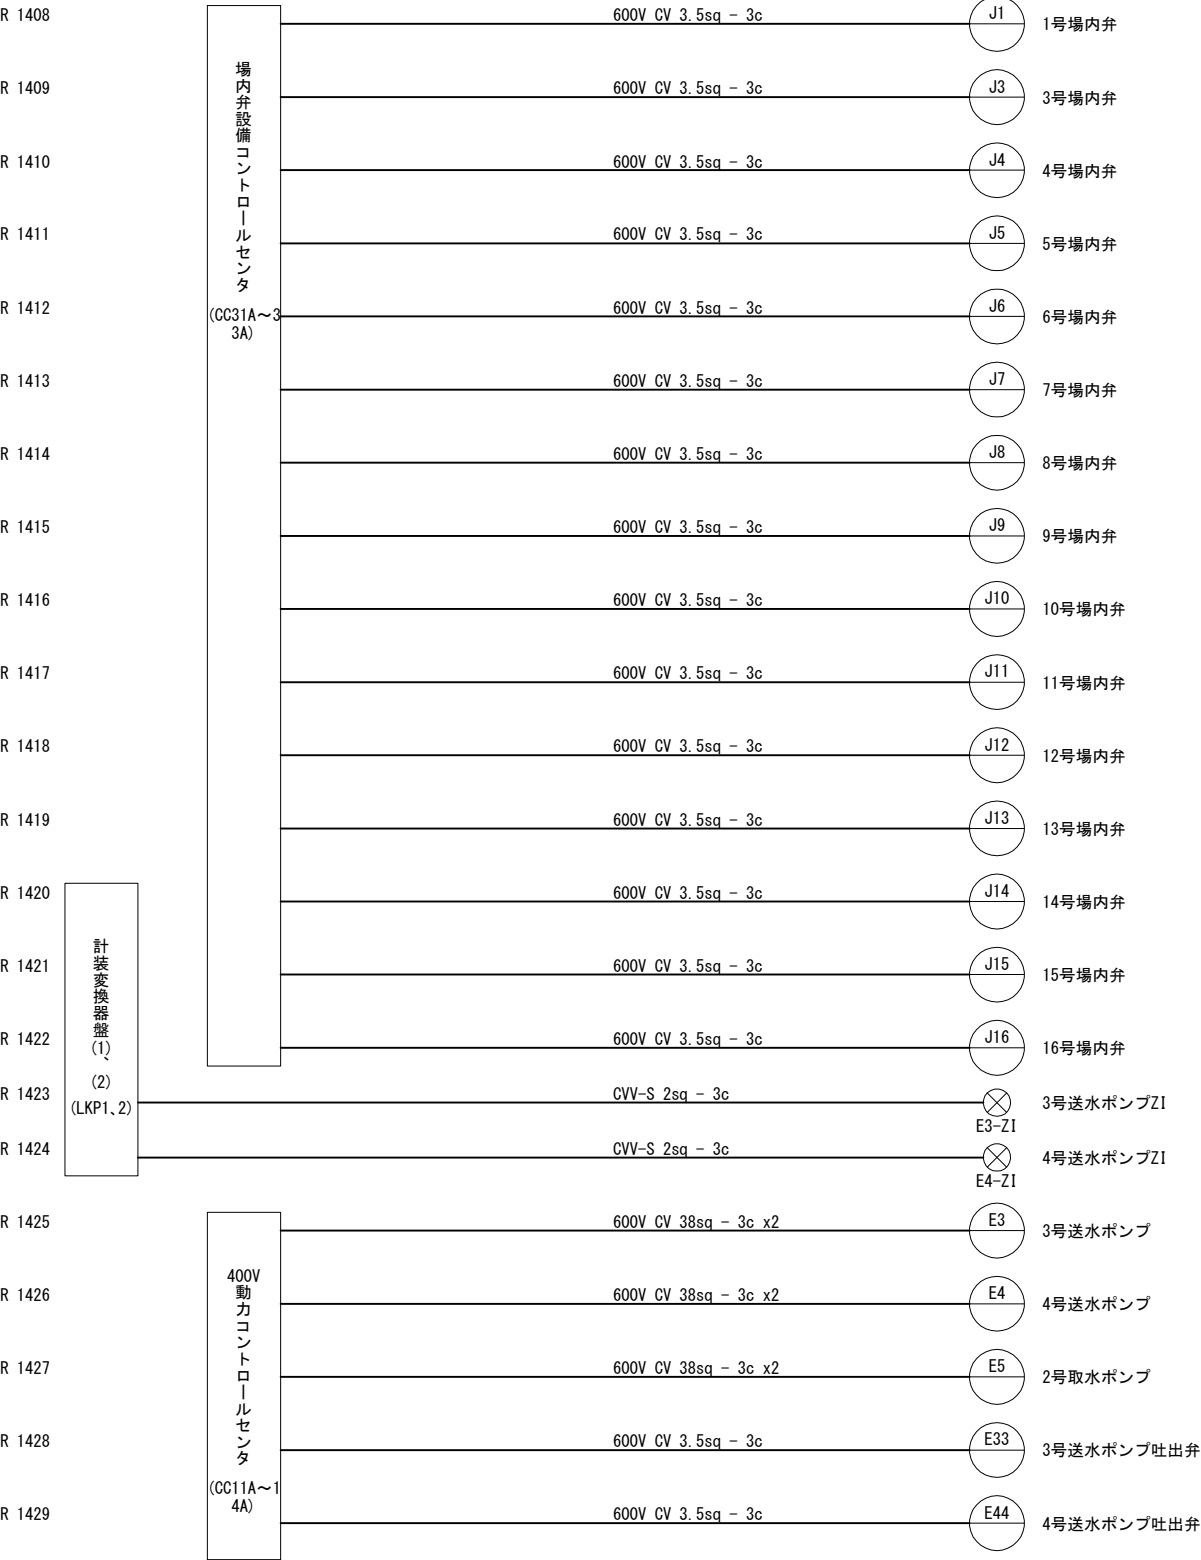 R 1408
600V CV 3.5sq - 3c
J1
1号場内弁
場内弁設備コントロールセンタ
R 1409
600V CV 3.5sq - 3c
J3
3号場内弁
R 1410
600V CV 3.5sq - 3c
J4
4号場内弁
R 1411
600V CV 3.5sq - 3c
J5
5号場内弁
R 1412
(CC31A～3
3A)
600V CV 3.5sq - 3c
J6
6号場内弁
R 1413
600V CV 3.5sq - 3c
J7
7号場内弁
R 1414
600V CV 3.5sq - 3c
J8
8号場内弁
R 1415
600V CV 3.5sq - 3c
J9
9号場内弁
R 1416
600V CV 3.5sq - 3c
J10
10号場内弁
R 1417
600V CV 3.5sq - 3c
J11
11号場内弁
R 1418
600V CV 3.5sq - 3c
J12
12号場内弁
R 1419
600V CV 3.5sq - 3c
J13
13号場内弁
R 1420
600V CV 3.5sq - 3c
J14
14号場内弁
計装変換器盤(1)、(2)
(LKP1、2)
R 1421
600V CV 3.5sq - 3c
J15
15号場内弁
R 1422
600V CV 3.5sq - 3c
J16
16号場内弁
R 1423
CVV-S 2sq - 3c
E3-ZI
3号送水ポンプZI
R 1424
CVV-S 2sq - 3c
E4-ZI
4号送水ポンプZI
R 1425
600V CV 38sq - 3c x2
E3
3号送水ポンプ
400V
動力コントロールセンタ
(CC11A～1
4A)
R 1426
600V CV 38sq - 3c x2
E4
4号送水ポンプ
R 1427
600V CV 38sq - 3c x2
E5
2号取水ポンプ
R 1428
600V CV 3.5sq - 3c
E33
3号送水ポンプ吐出弁
R 1429
600V CV 3.5sq - 3c
E44
4号送水ポンプ吐出弁